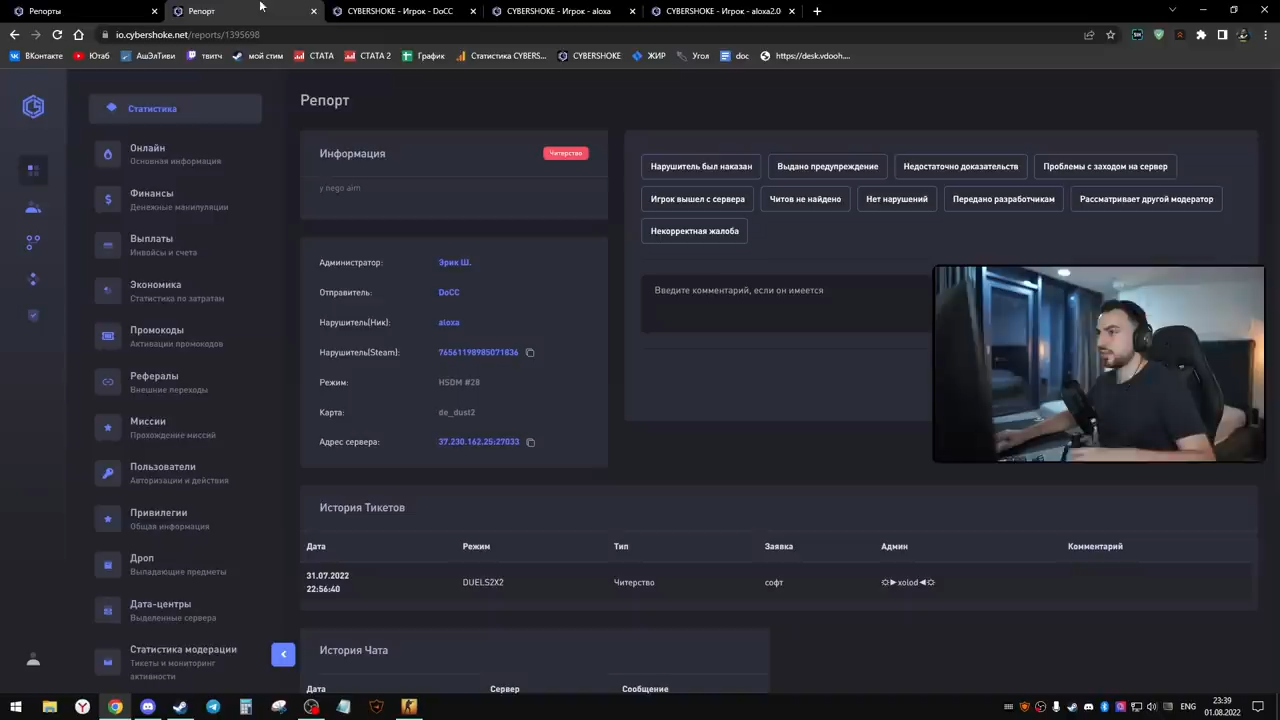 Репорты
Репорт
CYBERSHOKE - Игрок - DoCC
CYBERSHOKE - Игрок - aloxa
CYBERSHOKE - Игрок - aloxa2.0
io.cybershoke.net/reports/1395698
ВКонтакте
Ютаб
АшЭлТиви
твитч
мой стим
СТАТА
СТАТА 2
График
Статистика CYBERS...
CYBERSHOKE
ЖИР
Угол
doc
https://desk.vdooh....
Статистика
Онлайн
Основная информация
Финансы
Денежные манипуляции
Выплаты
Инвойсы и счета
Экономика
Статистика по затратам
Промокоды
Активации промокодов
Рефералы
Внешние переходы
Миссии
Прохождение миссий
Пользователи
Авторизации и действия
Привилегии
Общая информация
Дроп
Выпадающие предметы
Дата-центры
Выделенные сервера
Статистика модерации
Тикеты и мониторинг
активности
Репорт
Информация
Читерство
y nego aim
Администратор:
Эрик Ш.
Отправитель:
DoCC
Нарушитель(Ник):
aloxa
Нарушитель(Steam):
76561198985071836
Режим:
HSDM #28
Карта:
de_dust2
Адрес сервера:
37.230.162.25:27033
Нарушитель был наказан
Выдано предупреждение
Недостаточно доказательств
Проблемы с заходом на сервер
Игрок вышел с сервера
Читов не найдено
Нет нарушений
Передано разработчикам
Рассматривает другой модератор
Некорректная жалоба
Введите комментарий, если он имеется
История Тикетов
Дата
Режим
Тип
Заявка
Админ
Комментарий
31.07.2022
22:56:40
DUELS2X2
Читерство
софт
☼►xolod◄☼
История Чата
Дата
Сервер
Сообщение
ENG
23:39
01.08.2022